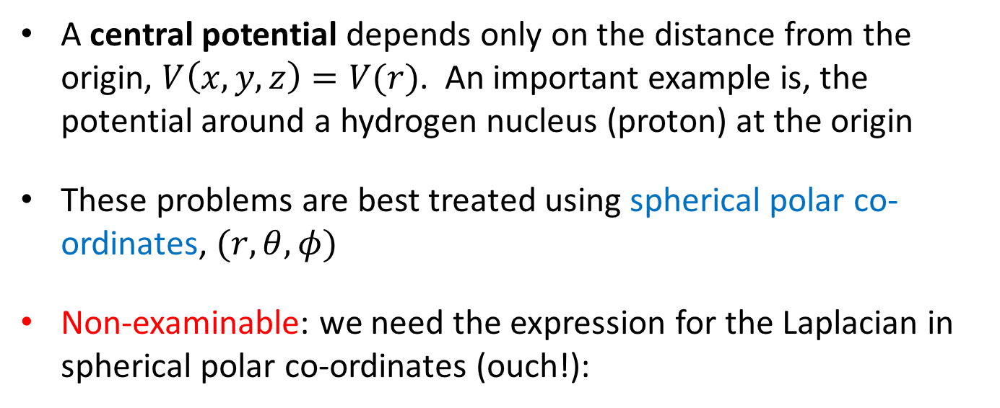 • A central potential depends only on the distance from the
origin, 𝑉(𝑥, 𝑦, 𝑧) = 𝑉(𝑟).  An important example is, the
potential around a hydrogen nucleus (proton) at the origin
• These problems are best treated using spherical polar co-
ordinates, (𝑟, 𝜃, 𝜙)
• Non-examinable: we need the expression for the Laplacian in
spherical polar co-ordinates (ouch!):